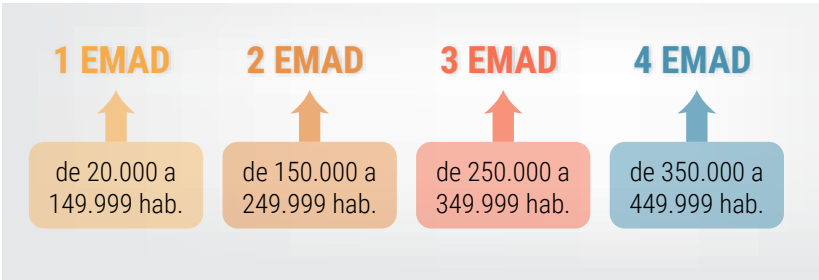 1 EMAD
2 EMAD
3 EMAD
4 EMAD
de 20.000 a
149.999 hab.
de 150.000 a
249.999 hab.
de 250.000 a
349.999 hab.
de 350.000 a
449.999 hab.